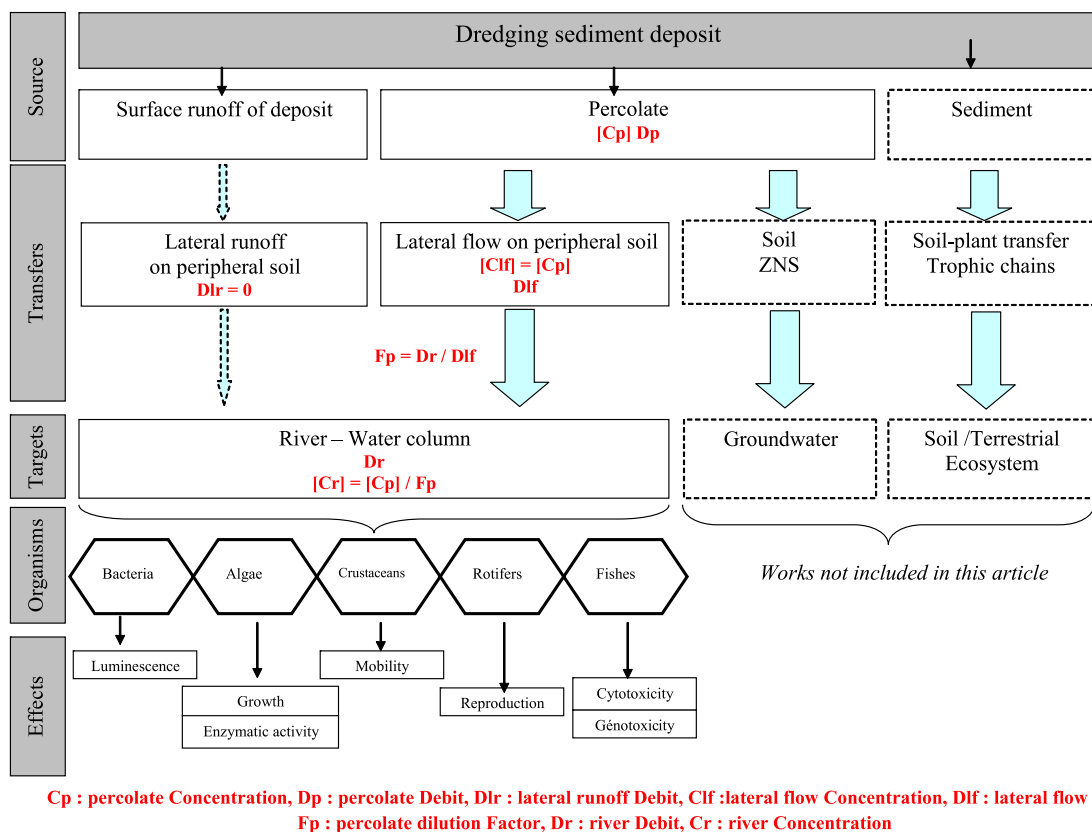 Dredging sediment deposit
Source
Surface runoff of deposit
Percolate
[Cp] Dp
Sediment
Transfers
Lateral runoff
on peripheral soil
Dlr = 0
Lateral flow on peripheral soil
[Clf] = [Cp]
Dlf
Soil
ZNS
Soil-plant transfer
Trophic chains
Fp = Dr / Dlf
Targets
River – Water column
Dr
[Cr] = [Cp] / Fp
Groundwater
Soil /Terrestrial
Ecosystem
Organisms
Bacteria
Algae
Crustaceans
Rotifers
Fishes
Works not included in this article
Effects
Luminescence
Growth
Enzymatic activity
Mobility
Reproduction
Cytotoxicity
Génotoxicity
Cp : percolate Concentration, Dp : percolate Debit, Dlr : lateral runoff Debit, Clf :lateral flow Concentration, Dlf : lateral flow
Fp : percolate dilution Factor, Dr : river Debit, Cr : river Concentration